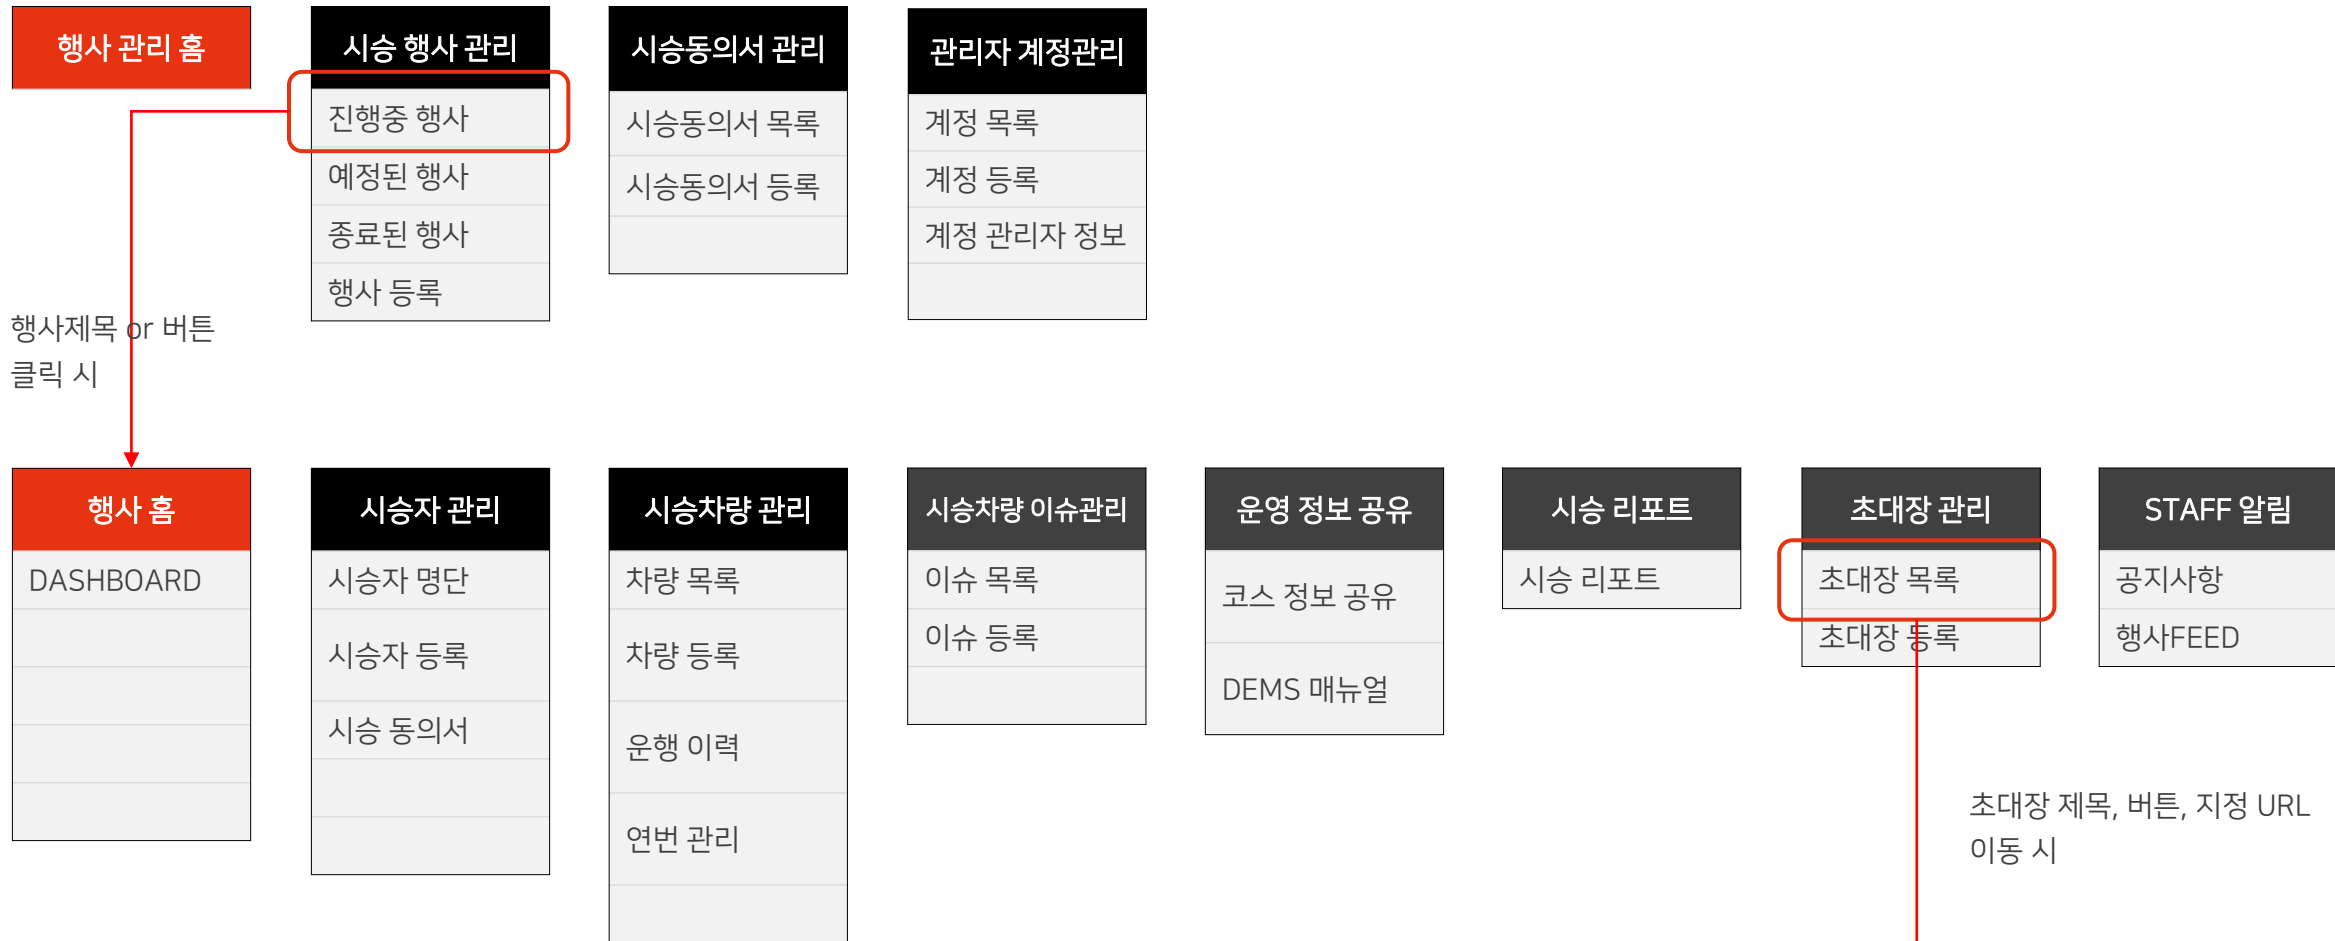 행사 관리 홈
시승 행사 관리
진행중 행사
예정된 행사
종료된 행사
행사 등록
시승동의서 관리
시승동의서 목록
시승동의서 등록
관리자 계정관리
계정 목록
계정 등록
계정 관리자 정보
행사제목 or 버튼
클릭 시
행사 홈
DASHBOARD
시승자 관리
시승자 명단
시승자 등록
시승 동의서
시승차량 관리
차량 목록
차량 등록
운행 이력
연번 관리
시승차량 이슈관리
이슈 목록
이슈 등록
운영 정보 공유
코스 정보 공유
DEMS 매뉴얼
시승 리포트
시승 리포트
초대장 관리
초대장 목록
초대장 등록
STAFF 알림
공지사항
행사FEED
초대장 제목, 버튼, 지정 URL
이동 시